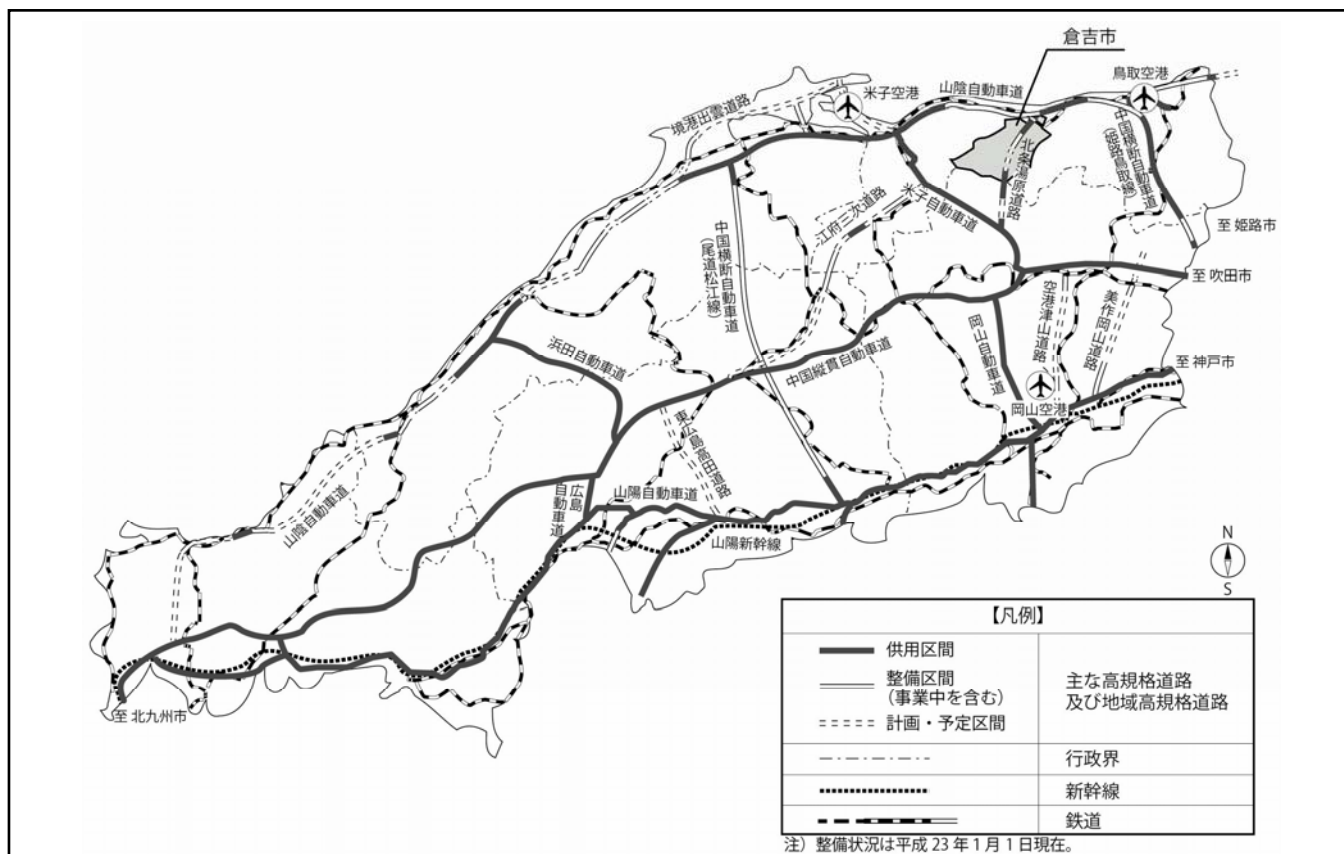 倉吉市
鳥取空港
米子空港
山陰自動車道
境港出雲道路
中国横断自動車道
(姫路鳥取線)
北条湯原道路
米子自動車道
江府三次道路
至 姫路市
中国横断自動車道
(尾道松江線)
至 吹田市
空港津山道路
美作岡山道路
岡山自動車道
浜田自動車道
中国縦貫自動車道
至 神戸市
岡山空港
東広島高田道路
山陰自動車道
広島
自動車道
山陽自動車道
山陽新幹線
至 北九州市
N
S
【凡例】
供用区間
整備区間
(事業中を含む)
計画・予定区間
主な高規格道路
及び地域高規格道路
行政界
新幹線
鉄道
注）整備状況は平成 23 年 1 月 1 日現在。